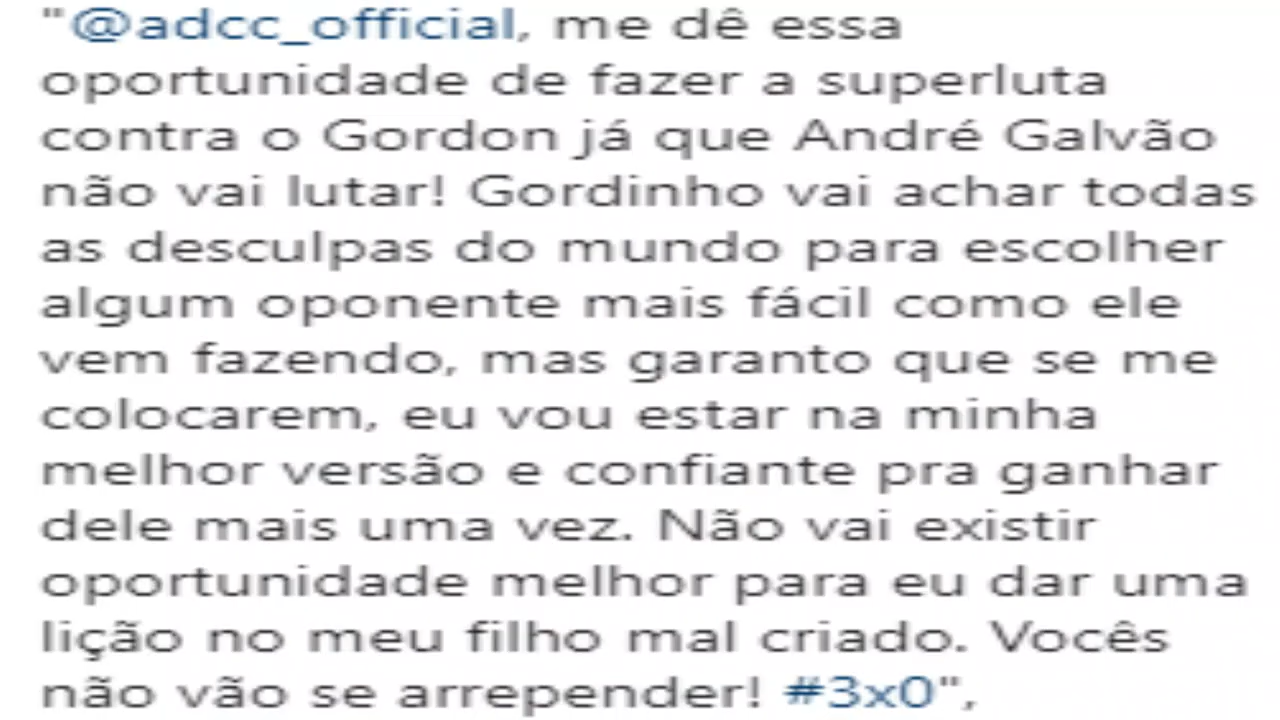 "@adcc_official, me dê essa
oportunidade de fazer a superluta
contra o Gordon já que André Galvão
não vai lutar! Gordinho vai achar todas
as desculpas do mundo para escolher
algum oponente mais fácil como ele
vem fazendo, mas garanto que se me
colocarem, eu vou estar na minha
melhor versão e confiante pra ganhar
dele mais uma vez. Não vai existir
oportunidade melhor para eu dar uma
lição no meu filho mal criado. Vocês
não vão se arrepender! #3x0",